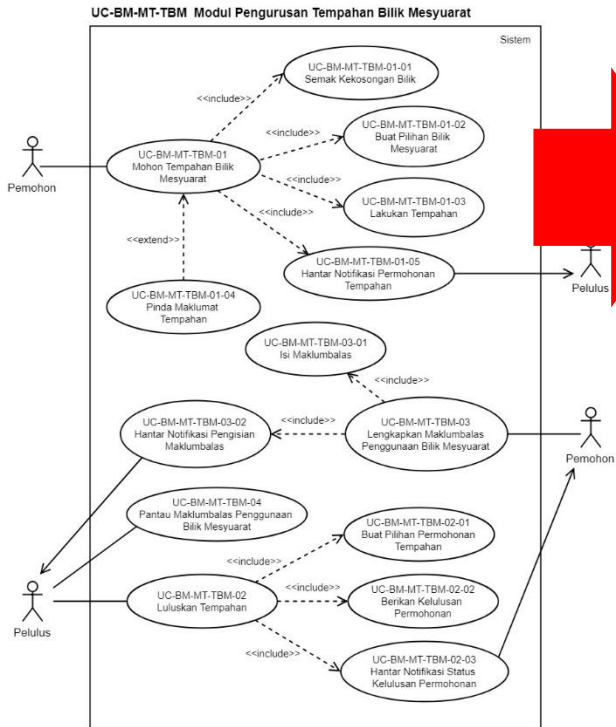 UC-BM-MT-TBM Modul Pengurusan Tempahan Bilik Mesyuarat
Sistem
UC-BM-MT-TBM-01-01
Semak Kekosongan Bilik
<<include>>
UC-BM-MT-TBM-01-02
Buat Pilihan Bilik
Mesyuarat
<<include>>
UC-BM-MT-TBM-01
Mohon Tempahan Bilik
Mesyuarat
Pemohon
<<include>>
UC-BM-MT-TBM-01-03
Lakukan Tempahan
<<include>>
<<extend>>
UC-BM-MT-TBM-01-05
Hantar Notifikasi Permohonan
Tempahan
Pelulus
UC-BM-MT-TBM-01-04
Pinda Maklumat
Tempahan
UC-BM-MT-TBM-03-01
Isi Maklumbalas
<<include>>
UC-BM-MT-TBM-03-02
Hantar Notifikasi Pengisian
Maklumbalas
<<include>>
UC-BM-MT-TBM-03
Lengkapkan Maklumbalas
Penggunaan Bilik Mesyuarat
Pemohon
UC-BM-MT-TBM-04
Pantau Maklumbalas Penggunaan
Bilik Mesyuarat
UC-BM-MT-TBM-02-01
Buat Pilihan Permohonan
Tempahan
<<include>>
UC-BM-MT-TBM-02
Luluskan Tempahan
Pelulus
<<include>>
UC-BM-MT-TBM-02-02
Berikan Kelulusan
Permohonan
<<include>>
UC-BM-MT-TBM-02-03
Hantar Notifikasi Status
Kelulusan Permohonan